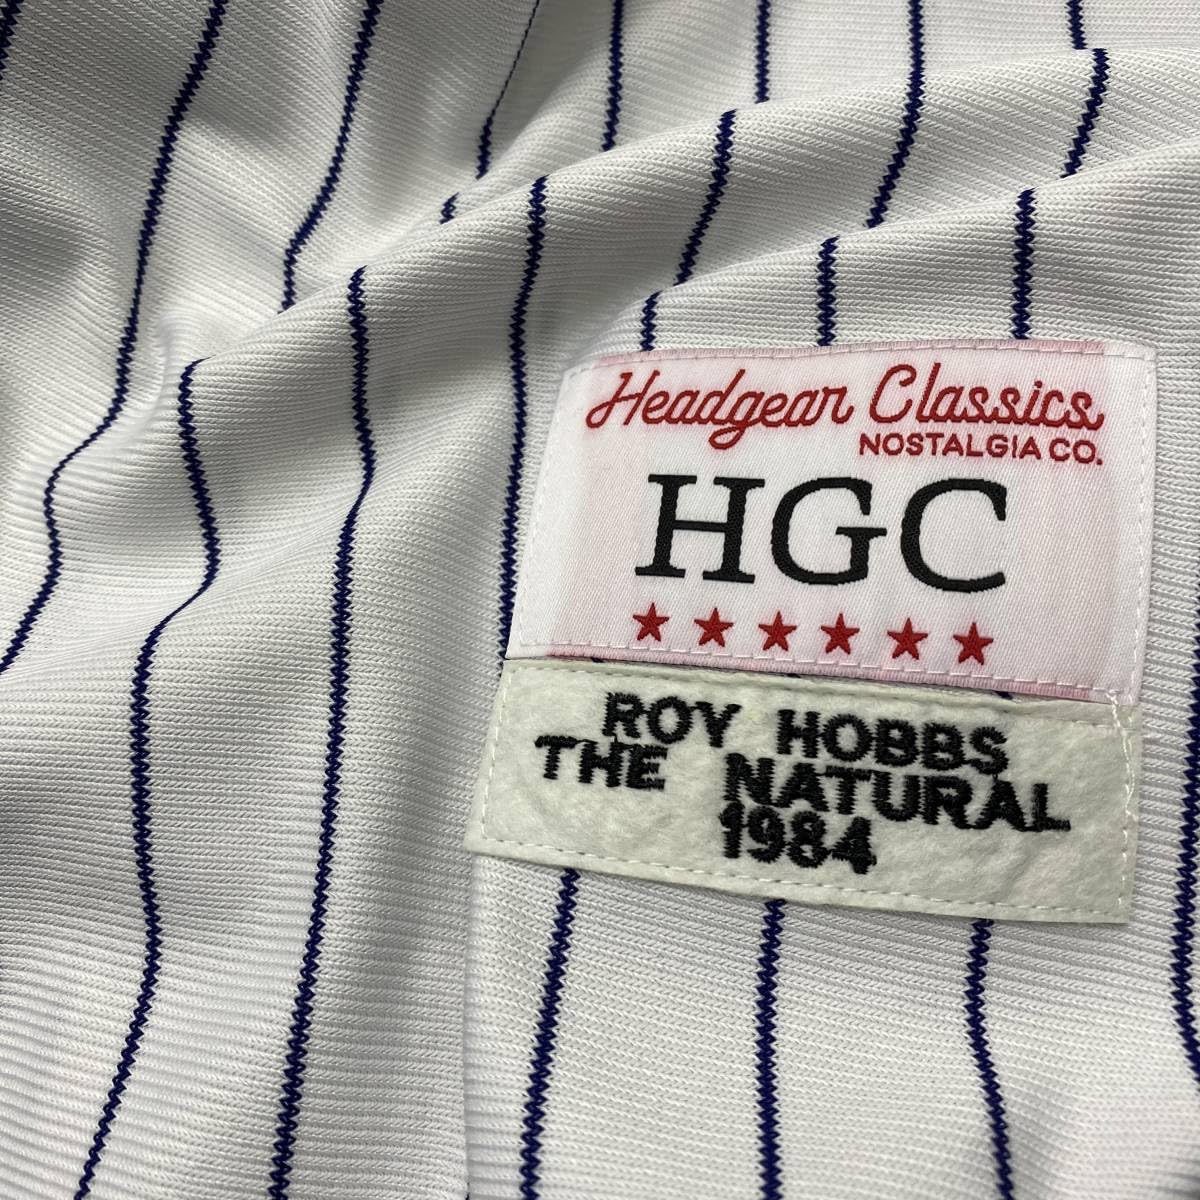 Headgear Classics
NOSTALGIA CO.
HGC
ROY HOBBS
THE NATURAL
1984